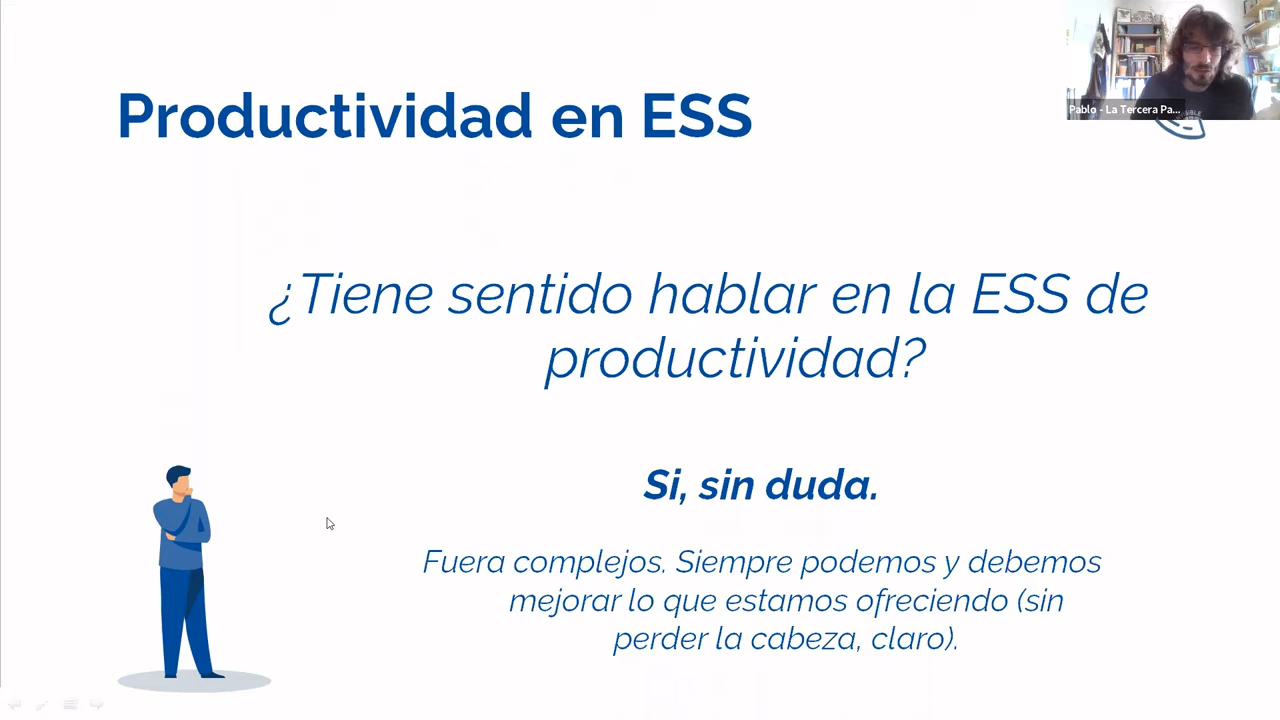 Productividad en ESS
Pablo - La Tercera Pa...
¿Tiene sentido hablar en la ESS de
productividad?
Si, sin duda.
Fuera complejos. Siempre podemos y debemos
mejorar lo que estamos ofreciendo (sin
perder la cabeza, claro).